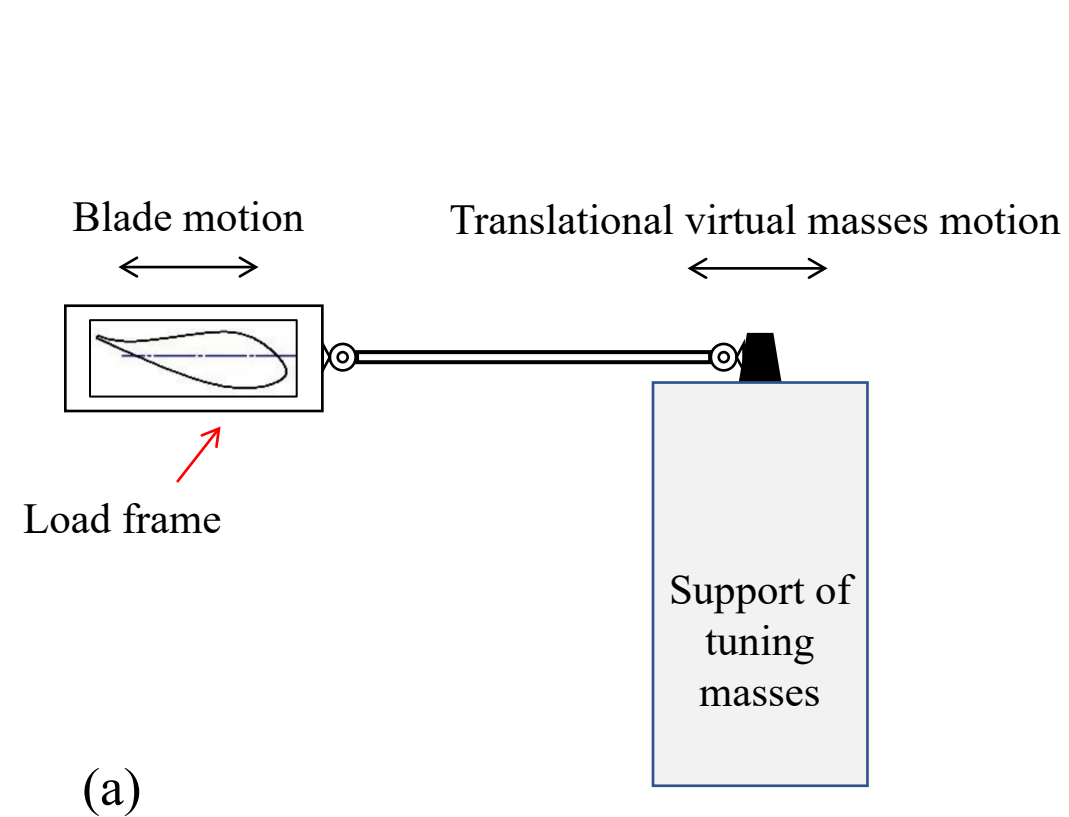 Blade motion
Translational virtual masses motion
Load frame
Support of
tuning
masses
(a)